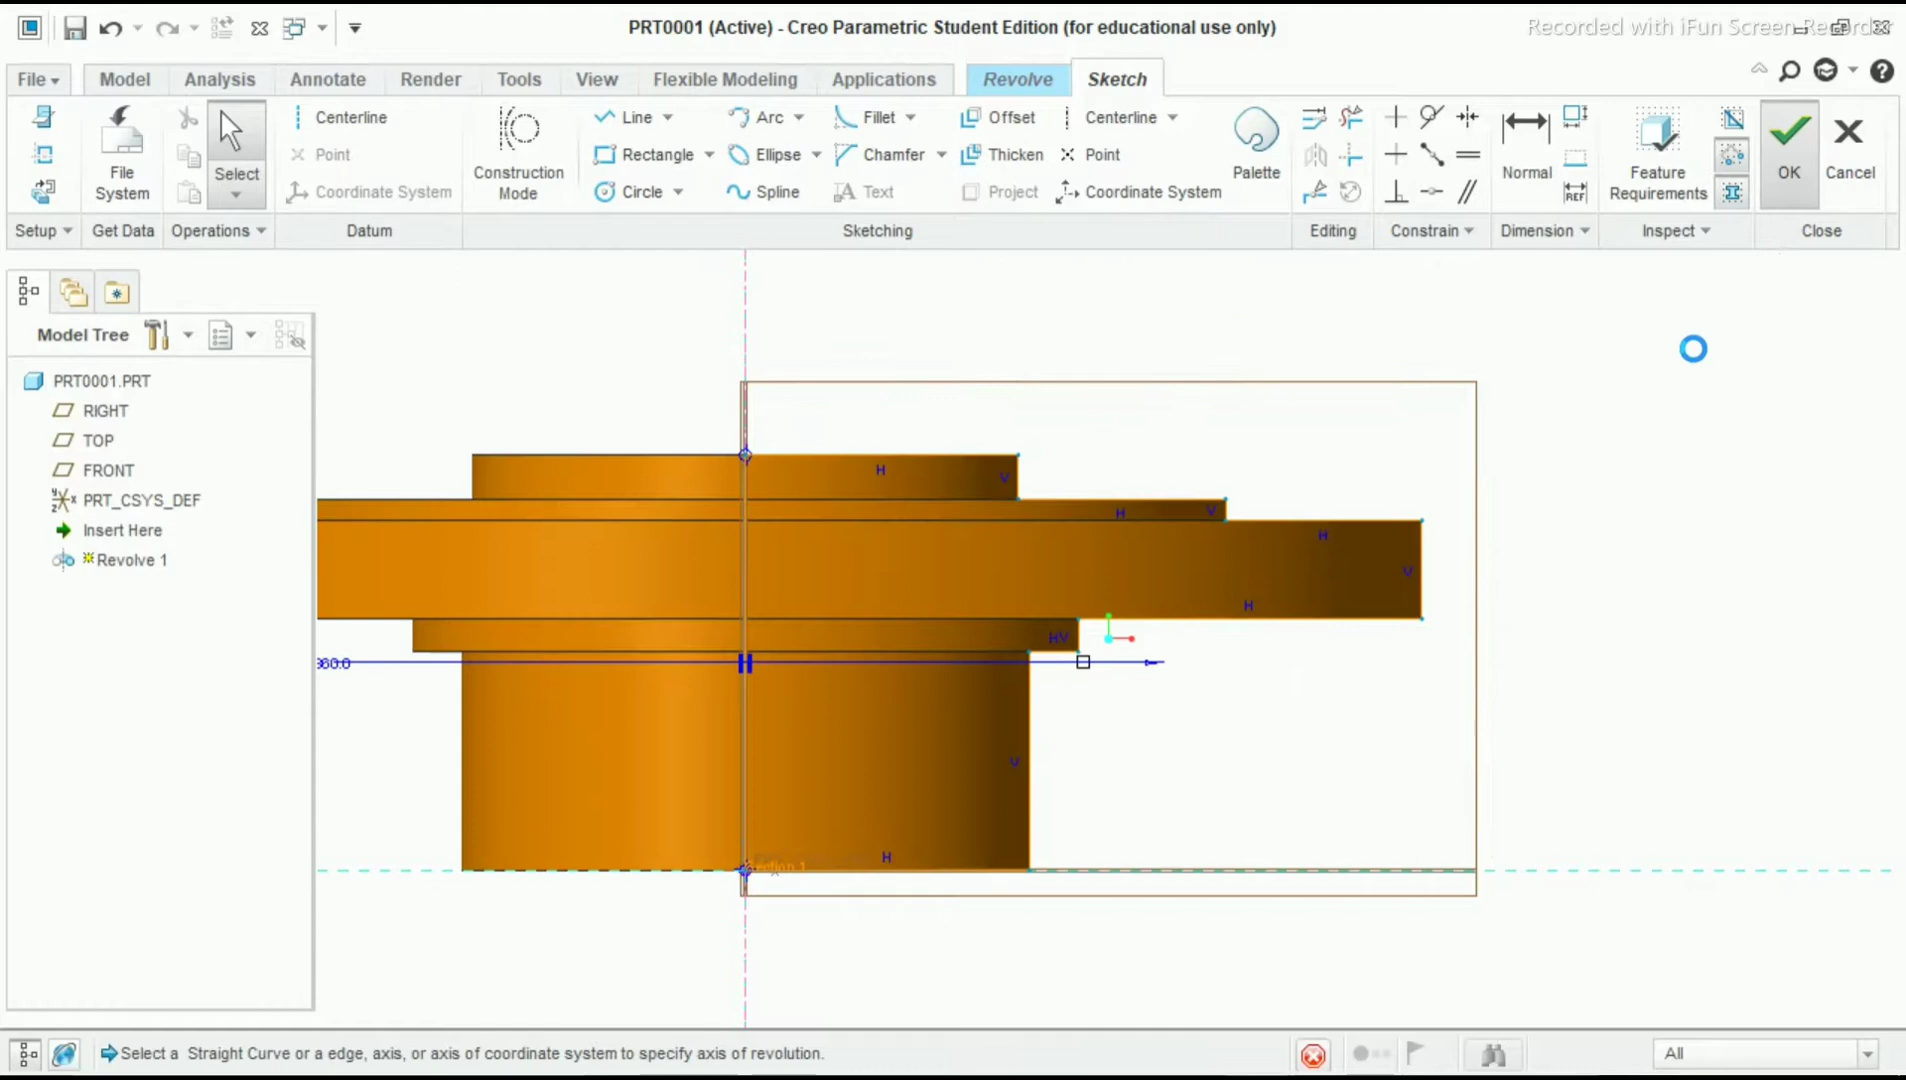 PRT0001 (Active) - Creo Parametric Student Edition (for educational use only)
Recorded with iFun Screen Recorder
File Model Analysis Annotate Render Tools View Flexible Modeling Applications Revolve Sketch
Centerline Line Arc Fillet Offset Centerline
Point Rectangle Ellipse Chamfer Thicken Point
File System Select Construction Mode Palette Normal Feature Requirements OK Cancel
Coordinate System Circle Spline Text Project Coordinate System REF
Setup Get Data Operations Datum Sketching Editing Constrain Dimension Inspect Close
Model Tree
PRT0001.PRT
RIGHT
TOP
FRONT
PRT_CSYS_DEF
Insert Here
Revolve 1
H V
H V
H
V
H
H V
360.0
V
H
Section 1
Select a Straight Curve or a edge, axis, or axis of coordinate system to specify axis of revolution.
All